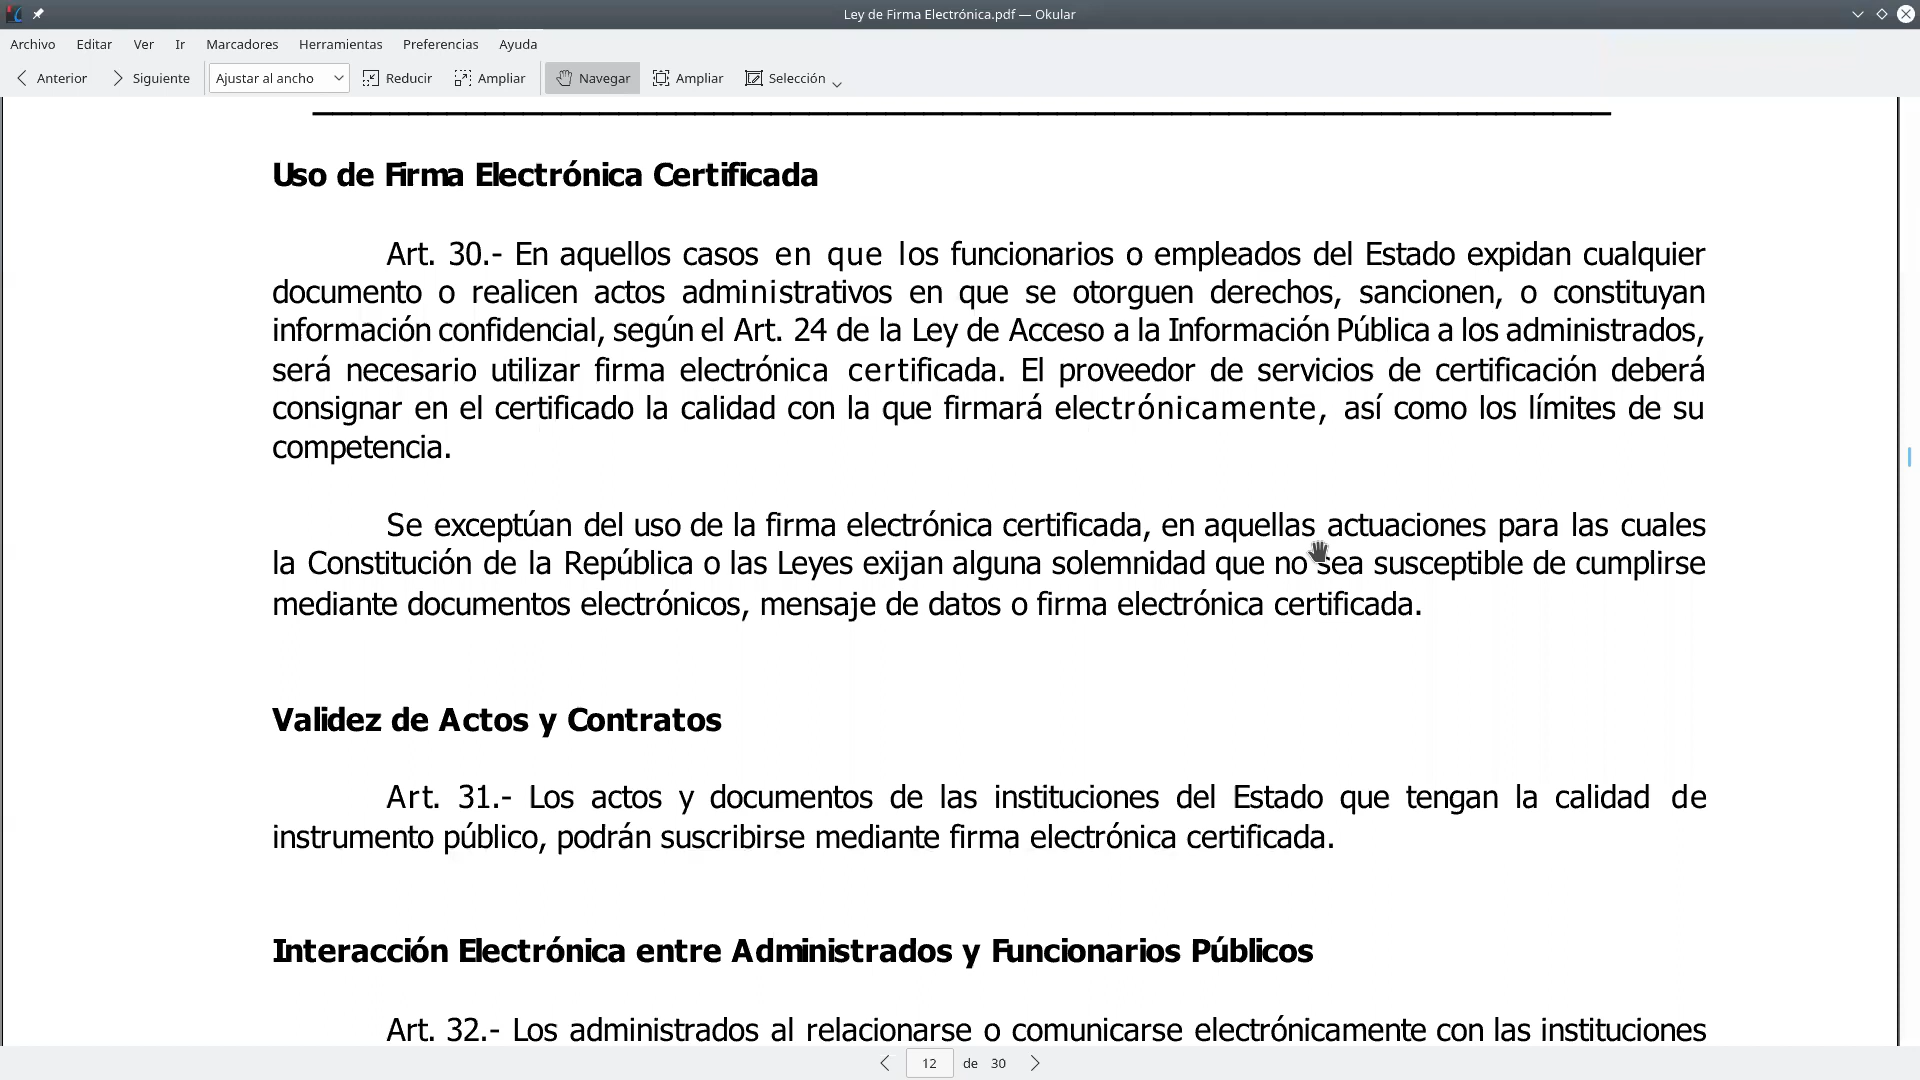 Ley de Firma Electrónica.pdf — Okular
Archivo Editar Ver Ir Marcadores Herramientas Preferencias Ayuda
Anterior Siguiente Ajustar al ancho Reducir Ampliar Navegar Ampliar Selección
Uso de Firma Electrónica Certificada
Art. 30.- En aquellos casos en que los funcionarios o empleados del Estado expidan cualquier
documento o realicen actos administrativos en que se otorguen derechos, sancionen, o constituyan
información confidencial, según el Art. 24 de la Ley de Acceso a la Información Pública a los administrados,
será necesario utilizar firma electrónica certificada. El proveedor de servicios de certificación deberá
consignar en el certificado la calidad con la que firmará electrónicamente, así como los límites de su
competencia.
Se exceptúan del uso de la firma electrónica certificada, en aquellas actuaciones para las cuales
la Constitución de la República o las Leyes exijan alguna solemnidad que no sea susceptible de cumplirse
mediante documentos electrónicos, mensaje de datos o firma electrónica certificada.
Validez de Actos y Contratos
Art. 31.- Los actos y documentos de las instituciones del Estado que tengan la calidad de
instrumento público, podrán suscribirse mediante firma electrónica certificada.
Interacción Electrónica entre Administrados y Funcionarios Públicos
Art. 32.- Los administrados al relacionarse o comunicarse electrónicamente con las instituciones
12 de 30